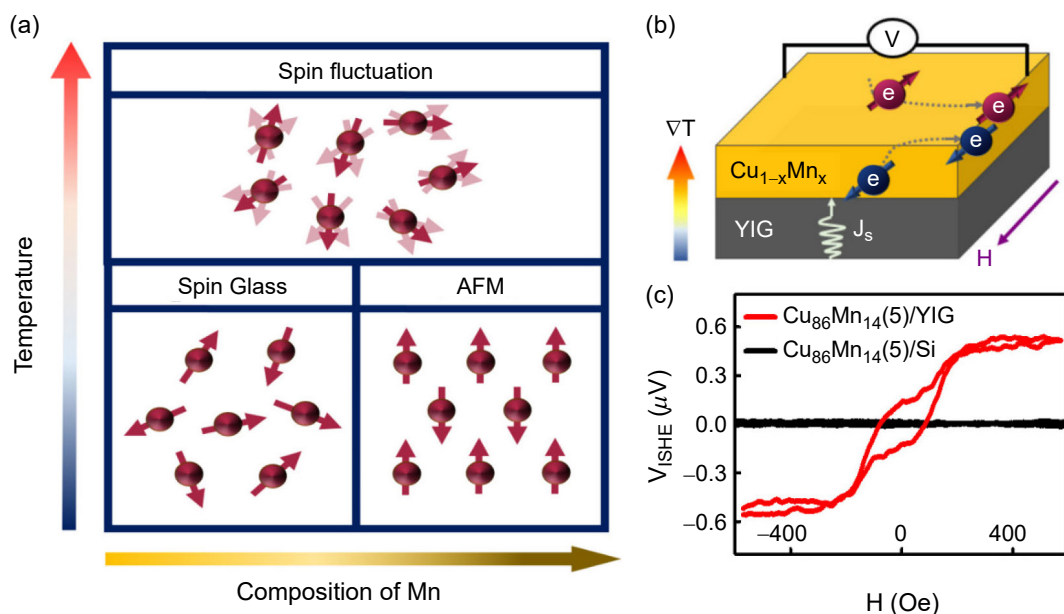 (a)
Spin fluctuation
Spin Glass
AFM
Temperature
Composition of Mn
(b)
V
e
e
e
e
∇T
Cu₁₋ₓMnₓ
YIG
Jₛ
H
(c)
Cu₈₆Mn₁₄(5)/YIG
Cu₈₆Mn₁₄(5)/Si
V_ISHE (μV)
0.6
0.3
0.0
−0.3
−0.6
−400
0
400
H (Oe)